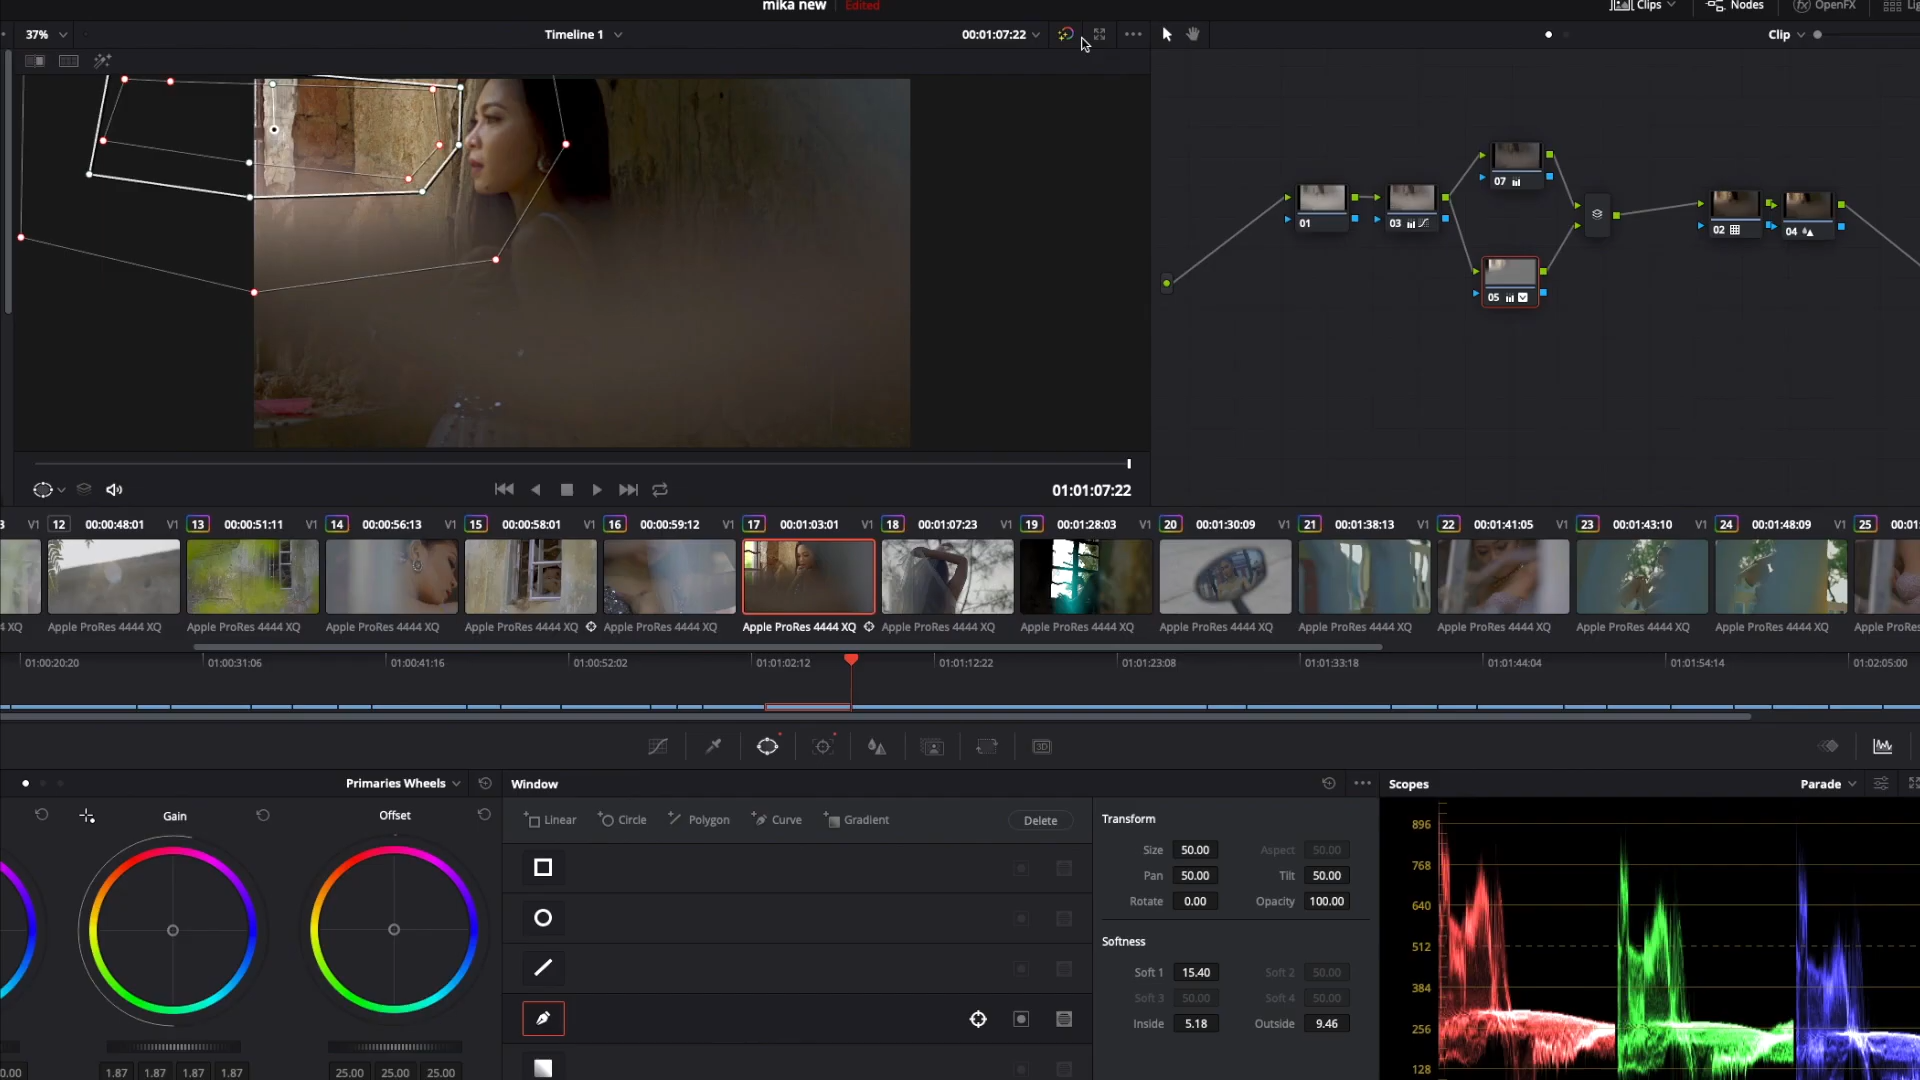 mika new Edited
Clips Nodes fx OpenFX
37% Timeline 1 00:01:07:22 Clip
07
01 03
02 04
05
01:01:07:22
V1 12 00:00:48:01 V1 13 00:00:51:11 V1 14 00:00:56:13 V1 15 00:00:58:01 V1 16 00:00:59:12 V1 17 00:01:03:01 V1 18 00:01:07:23 V1 19 00:01:28:03 V1 20 00:01:30:09 V1 21 00:01:38:13 V1 22 00:01:41:05 V1 23 00:01:43:10 V1 24 00:01:48:09 V1 25
4 XQ Apple ProRes 4444 XQ Apple ProRes 4444 XQ Apple ProRes 4444 XQ Apple ProRes 4444 XQ Apple ProRes 4444 XQ Apple ProRes 4444 XQ Apple ProRes 4444 XQ Apple ProRes 4444 XQ Apple ProRes 4444 XQ Apple ProRes 4444 XQ Apple ProRes 4444 XQ Apple ProRes 4444 XQ Apple ProRes 4444 XQ
01:00:20:20 01:00:31:06 01:00:41:16 01:00:52:02 01:01:02:12 01:01:12:22 01:01:23:08 01:01:33:18 01:01:44:04 01:01:54:14 01:02:05:00
3D
Primaries Wheels Window Scopes Parade
Gain Offset
Linear Circle Polygon Curve Gradient Delete
Transform
Size 50.00 Aspect 50.00
Pan 50.00 Tilt 50.00
Rotate 0.00 Opacity 100.00
Softness
Soft 1 15.40 Soft 2 50.00
Soft 3 50.00 Soft 4 50.00
Inside 5.18 Outside 9.46
896
768
640
512
384
256
128
1.87 1.87 1.87 1.87 25.00 25.00 25.00